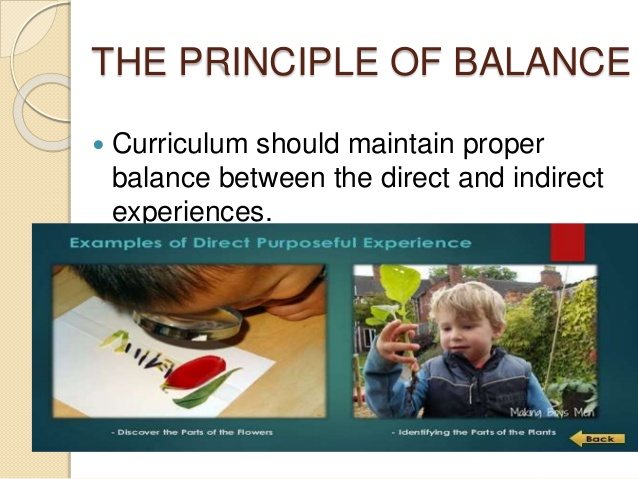 THE PRINCIPLE OF BALANCE
Curriculum should maintain proper
balance between the direct and indirect
experiences.
Examples of Direct Purposeful Experience
Making Boys Men
- Discover the Parts of the Flowers
- Identifying the Parts of the Plants
Back